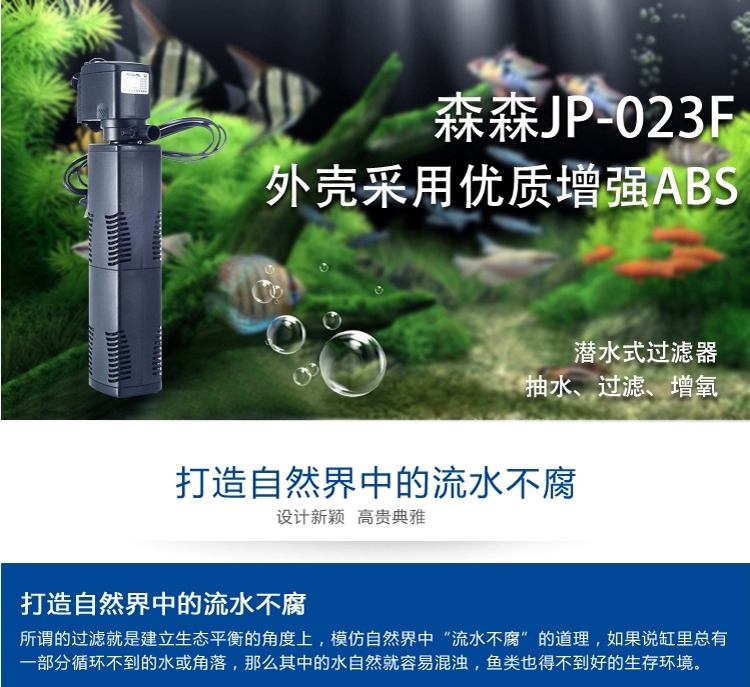 森森JP-023F
外壳采用优质增强ABS
潜水式过滤器
抽水、过滤、增氧
打造自然界中的流水不腐
设计新颖 高贵典雅
打造自然界中的流水不腐
所谓的过滤就是建立生态平衡的角度上，模仿自然界中“流水不腐”的道理，如果说缸里总有
一部分循环不到的水或角落，那么其中的水自然就容易混浊，鱼类也得不到好的生存环境。